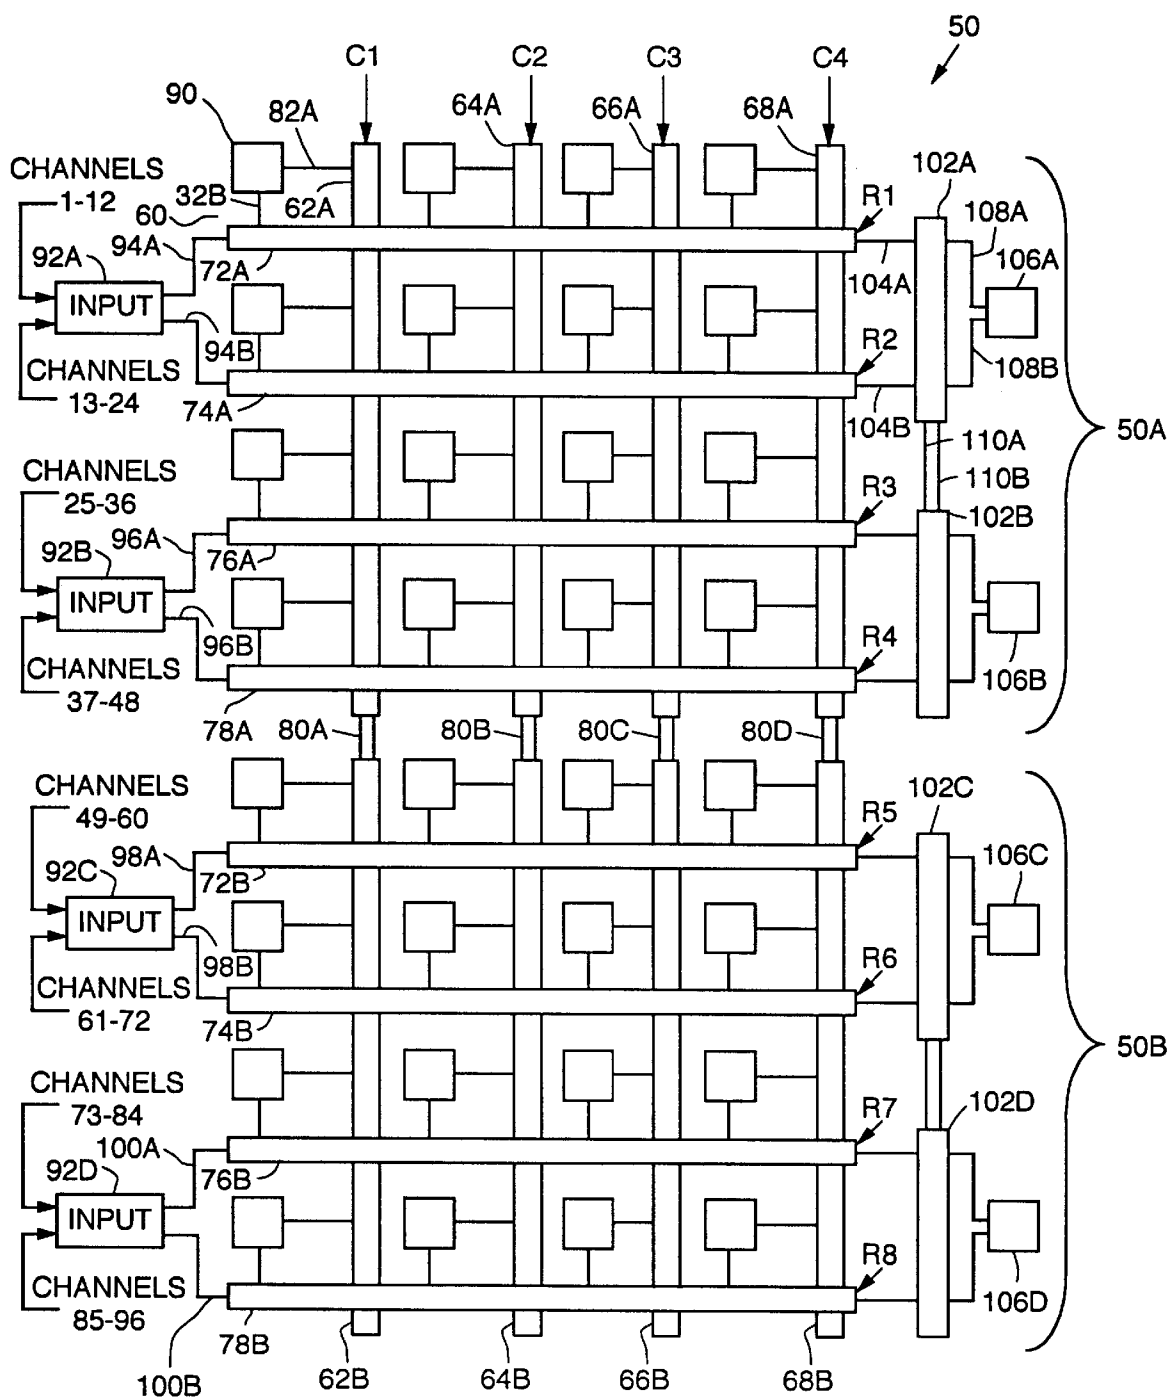 50
C1
C2
C3
C4
90
82A
64A
66A
68A
CHANNELS
1-12
32B
62A
60
102A
R1
108A
94A
92A
72A
104A
106A
INPUT
94B
R2
108B
CHANNELS
13-24
74A
104B
110A
50A
CHANNELS
25-36
R3
110B
96A
92B
76A
102B
INPUT
96B
R4
CHANNELS
37-48
106B
78A
80A
80B
80C
80D
CHANNELS
49-60
102C
R5
98A
92C
72B
106C
INPUT
98B
R6
CHANNELS
61-72
74B
50B
CHANNELS
73-84
R7
102D
100A
92D
76B
INPUT
R8
CHANNELS
85-96
106D
78B
100B
62B
64B
66B
68B